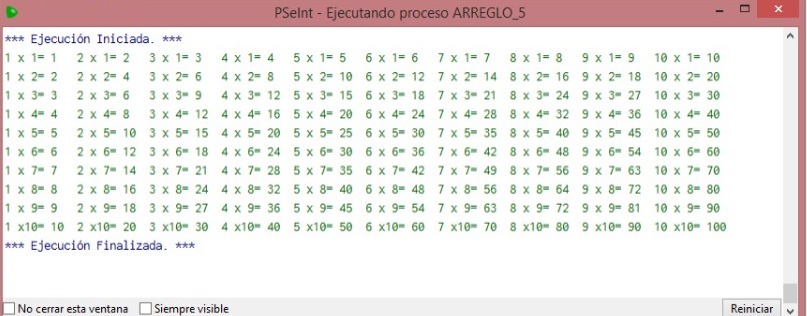 PSeInt - Ejecutando proceso ARREGLO_5
*** Ejecución Iniciada. ***
1 x 1= 1 2 x 1= 2 3 x 1= 3 4 x 1= 4 5 x 1= 5 6 x 1= 6 7 x 1= 7 8 x 1= 8 9 x 1= 9 10 x 1= 10
1 x 2= 2 2 x 2= 4 3 x 2= 6 4 x 2= 8 5 x 2= 10 6 x 2= 12 7 x 2= 14 8 x 2= 16 9 x 2= 18 10 x 2= 20
1 x 3= 3 2 x 3= 6 3 x 3= 9 4 x 3= 12 5 x 3= 15 6 x 3= 18 7 x 3= 21 8 x 3= 24 9 x 3= 27 10 x 3= 30
1 x 4= 4 2 x 4= 8 3 x 4= 12 4 x 4= 16 5 x 4= 20 6 x 4= 24 7 x 4= 28 8 x 4= 32 9 x 4= 36 10 x 4= 40
1 x 5= 5 2 x 5= 10 3 x 5= 15 4 x 5= 20 5 x 5= 25 6 x 5= 30 7 x 5= 35 8 x 5= 40 9 x 5= 45 10 x 5= 50
1 x 6= 6 2 x 6= 12 3 x 6= 18 4 x 6= 24 5 x 6= 30 6 x 6= 36 7 x 6= 42 8 x 6= 48 9 x 6= 54 10 x 6= 60
1 x 7= 7 2 x 7= 14 3 x 7= 21 4 x 7= 28 5 x 7= 35 6 x 7= 42 7 x 7= 49 8 x 7= 56 9 x 7= 63 10 x 7= 70
1 x 8= 8 2 x 8= 16 3 x 8= 24 4 x 8= 32 5 x 8= 40 6 x 8= 48 7 x 8= 56 8 x 8= 64 9 x 8= 72 10 x 8= 80
1 x 9= 9 2 x 9= 18 3 x 9= 27 4 x 9= 36 5 x 9= 45 6 x 9= 54 7 x 9= 63 8 x 9= 72 9 x 9= 81 10 x 9= 90
1 x10= 10 2 x10= 20 3 x10= 30 4 x10= 40 5 x10= 50 6 x10= 60 7 x10= 70 8 x10= 80 9 x10= 90 10 x10= 100
*** Ejecución Finalizada. ***
No cerrar esta ventana Siempre visible Reiniciar